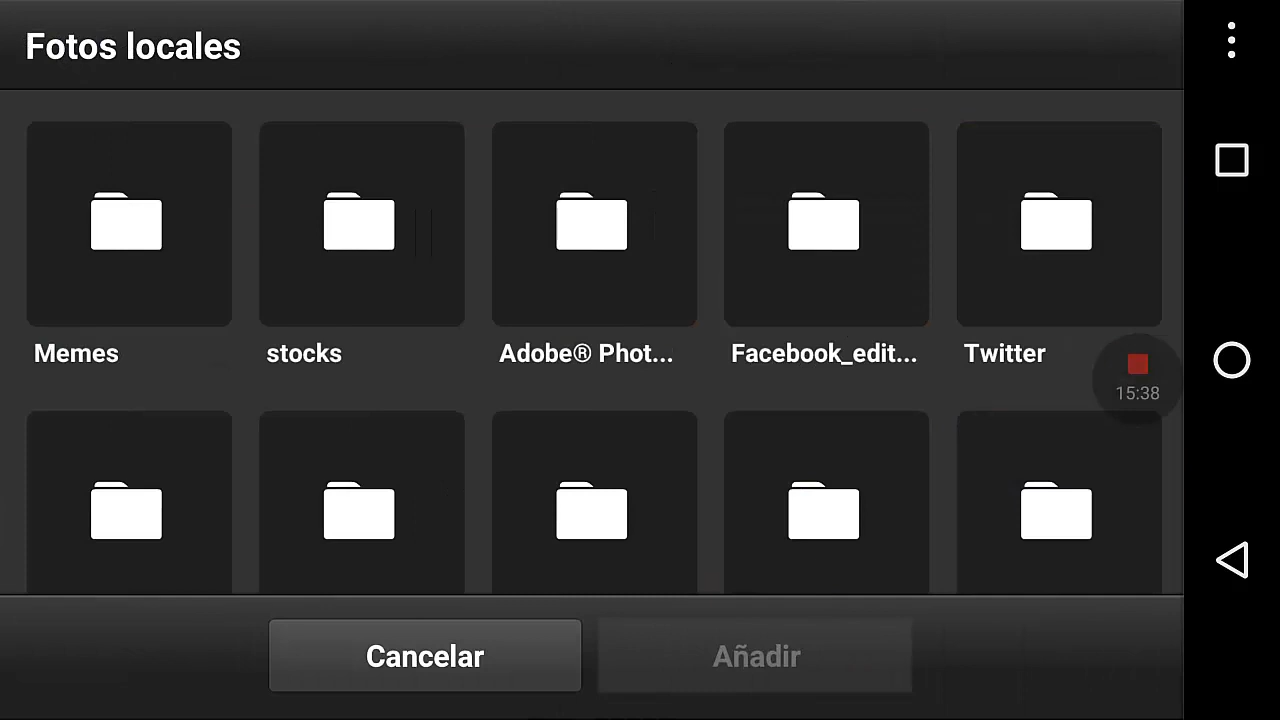 Fotos locales
Memes
stocks
Adobe® Phot...
Facebook_edit...
Twitter
15:38
Cancelar
Añadir